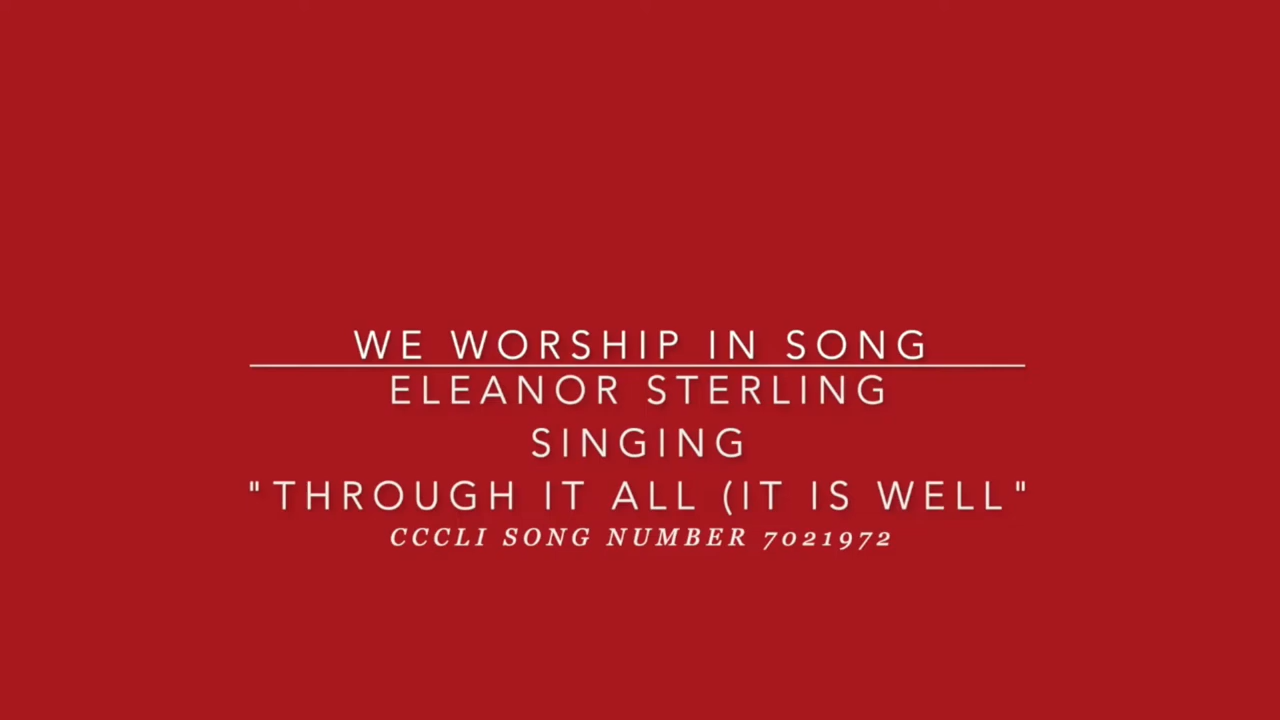 WE WORSHIP IN SONG
ELEANOR STERLING
SINGING
"THROUGH IT ALL (IT IS WELL"
CCCLI SONG NUMBER 7021972